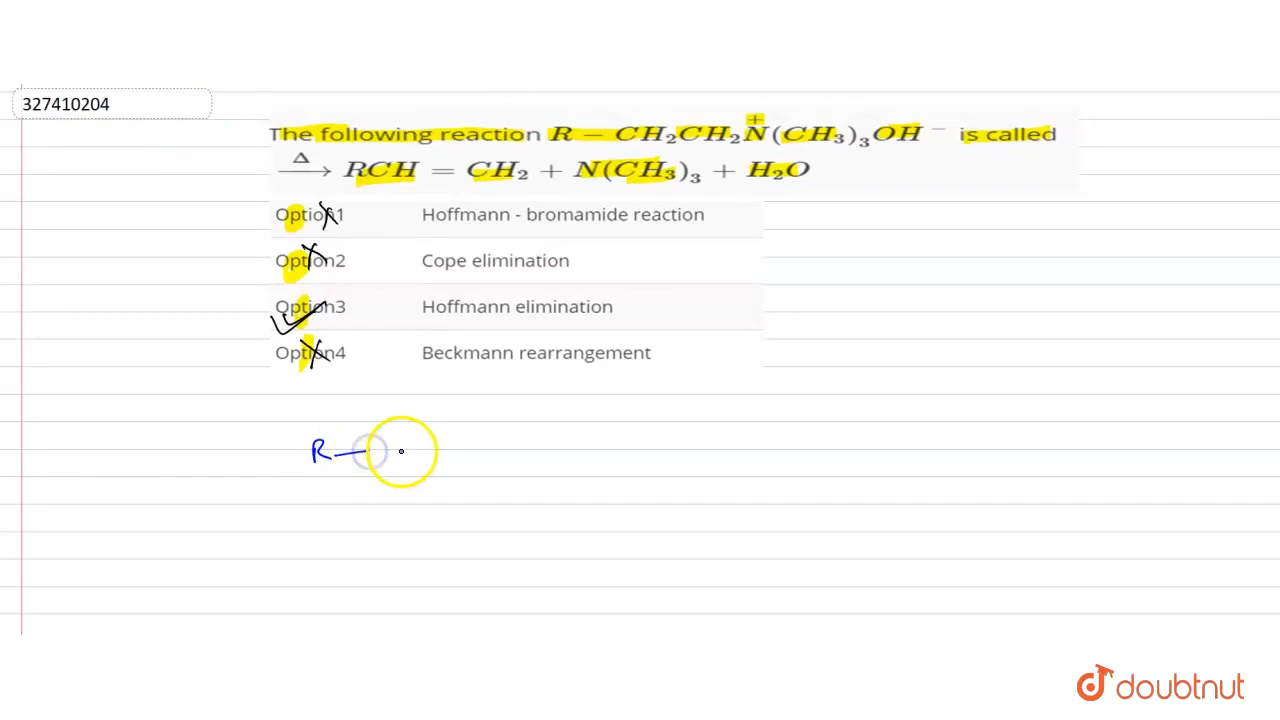 327410204
The following reaction R − CH₂CH₂N⁺(CH₃)₃OH⁻ is called
Δ⟶ RCH = CH₂ + N(CH₃)₃ + H₂O
Option1 Hoffmann - bromamide reaction
Option2 Cope elimination
Option3 Hoffmann elimination
Option4 Beckmann rearrangement
R —
doubtnut